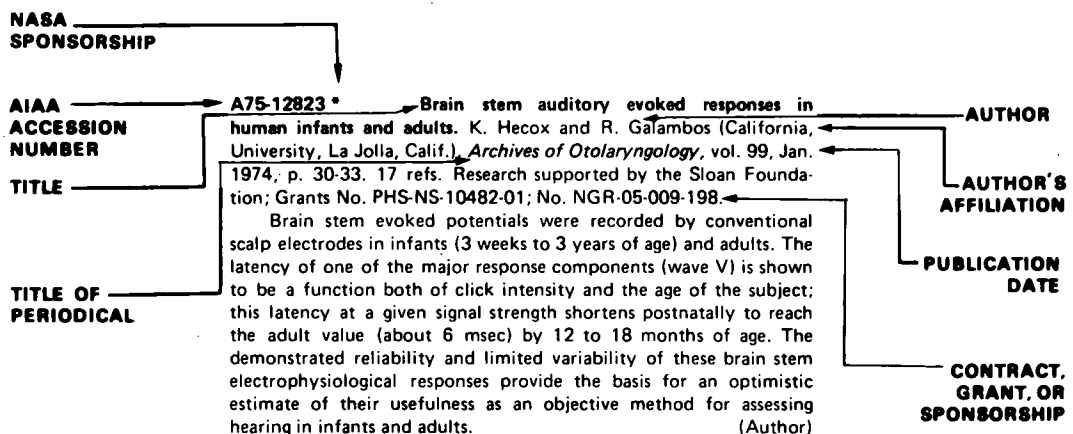 NASA
SPONSORSHIP
AIAA
ACCESSION
NUMBER
TITLE
TITLE OF
PERIODICAL
A75-12823 * Brain stem auditory evoked responses in
human infants and adults. K. Hecox and R. Galambos (California,
University, La Jolla, Calif.). Archives of Otolaryngology, vol. 99, Jan.
1974, p. 30-33. 17 refs. Research supported by the Sloan Founda-
tion; Grants No. PHS-NS-10482-01; No. NGR-05-009-198.
Brain stem evoked potentials were recorded by conventional
scalp electrodes in infants (3 weeks to 3 years of age) and adults. The
latency of one of the major response components (wave V) is shown
to be a function both of click intensity and the age of the subject;
this latency at a given signal strength shortens postnatally to reach
the adult value (about 6 msec) by 12 to 18 months of age. The
demonstrated reliability and limited variability of these brain stem
electrophysiological responses provide the basis for an optimistic
estimate of their usefulness as an objective method for assessing
hearing in infants and adults. (Author)
AUTHOR
AUTHOR'S
AFFILIATION
PUBLICATION
DATE
CONTRACT,
GRANT, OR
SPONSORSHIP